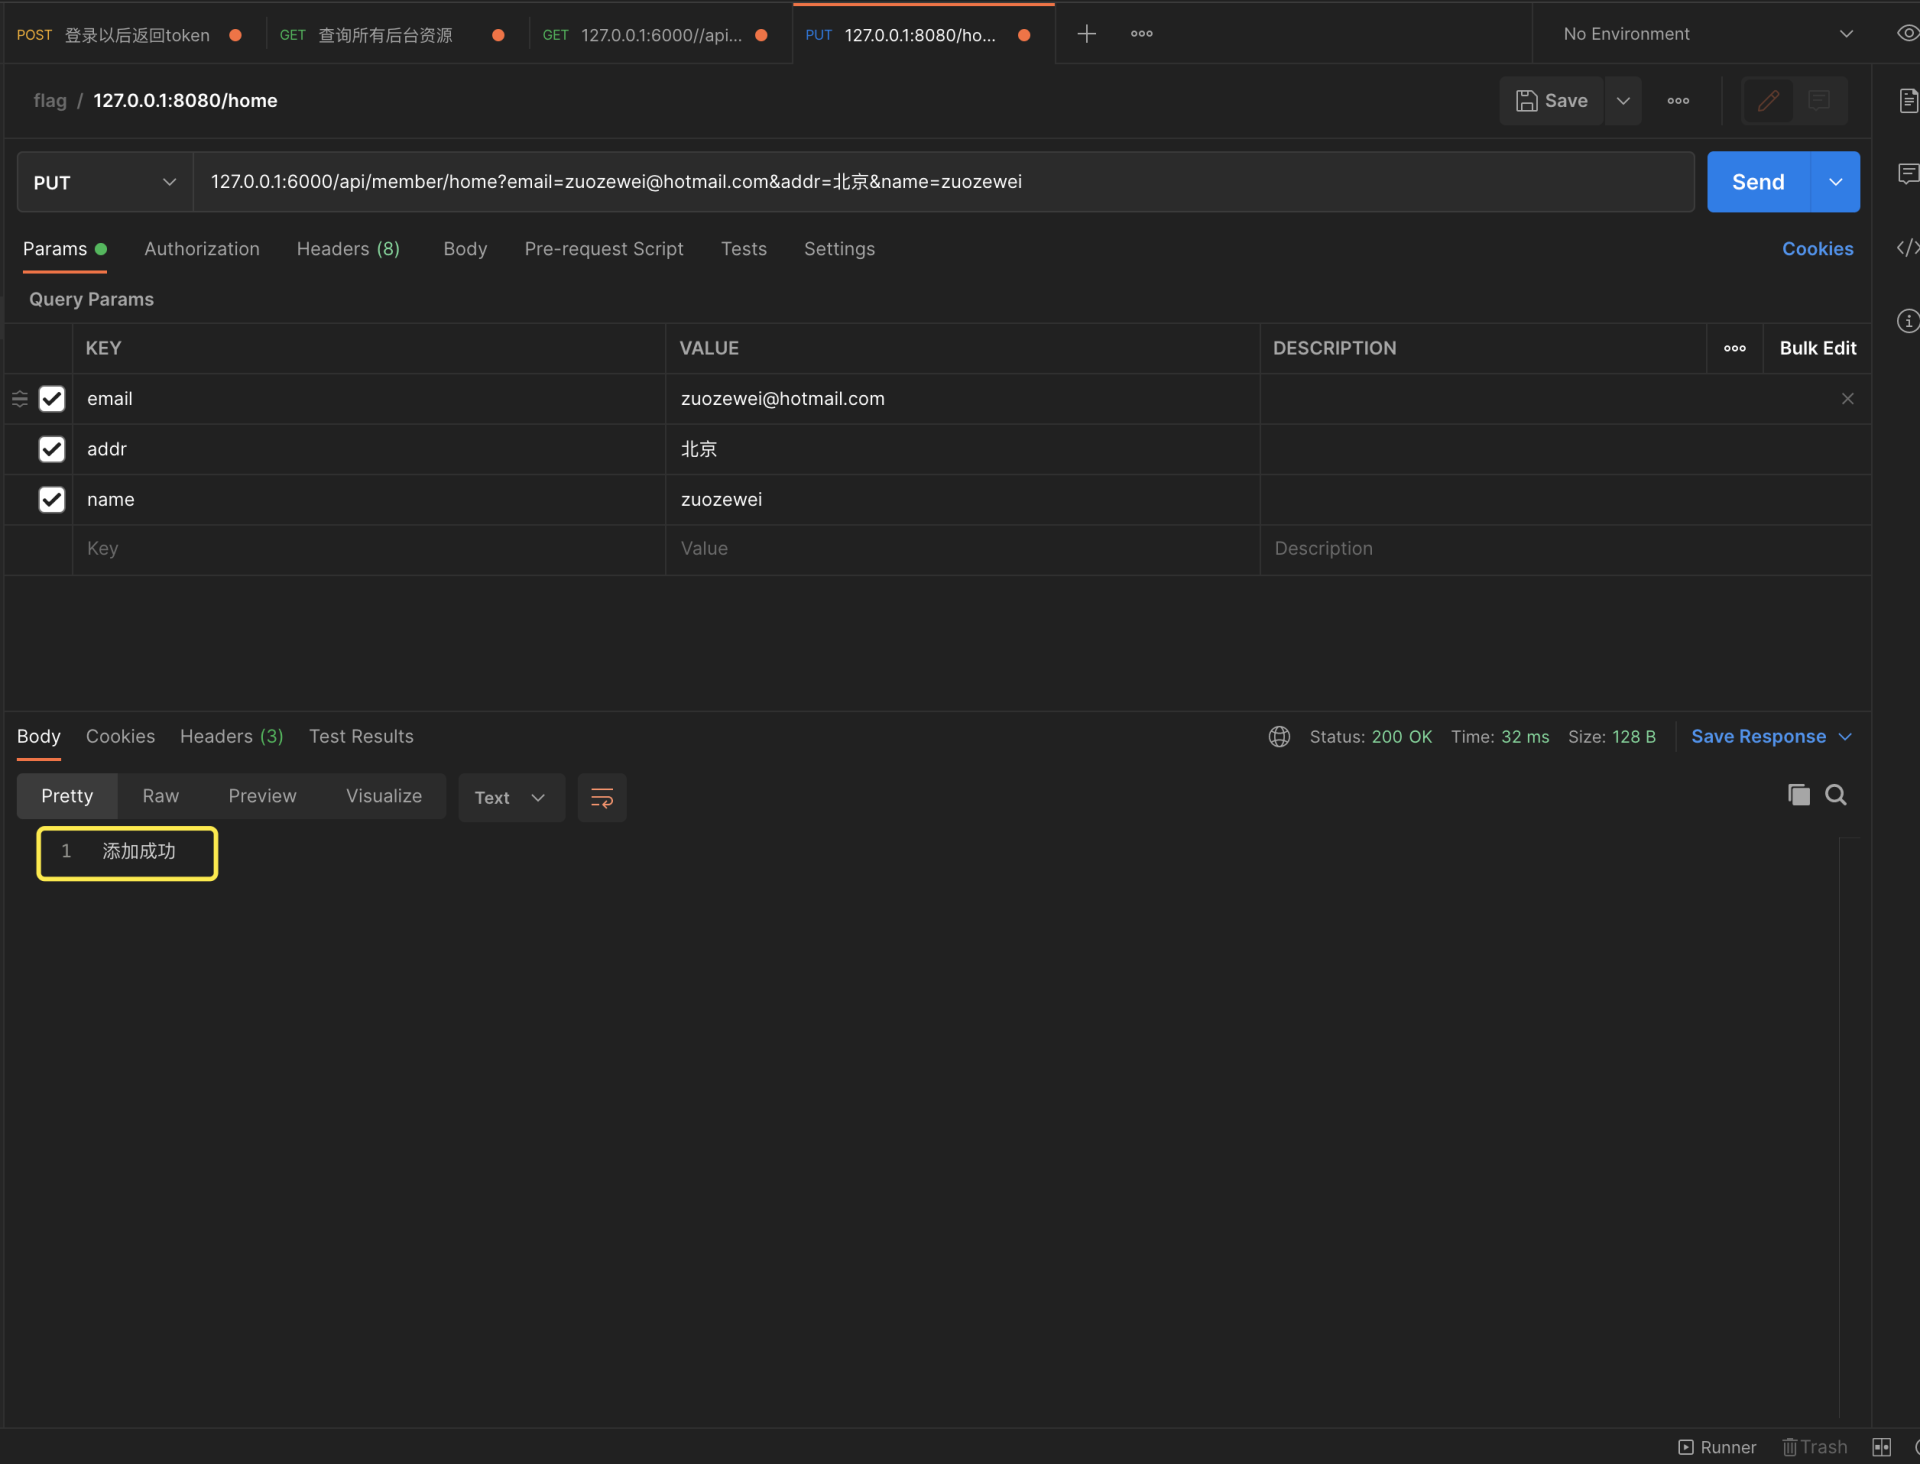 POST 登录以后返回token GET 查询所有后台资源 GET 127.0.0.1:6000//api... PUT 127.0.0.1:8080/ho... No Environment
flag / 127.0.0.1:8080/home Save
PUT 127.0.0.1:6000/api/member/home?email=zuozewei@hotmail.com&addr=北京&name=zuozewei Send
Params Authorization Headers (8) Body Pre-request Script Tests Settings Cookies
Query Params
KEY VALUE DESCRIPTION Bulk Edit
email zuozewei@hotmail.com
addr 北京
name zuozewei
Key Value Description
Body Cookies Headers (3) Test Results Status: 200 OK Time: 32 ms Size: 128 B Save Response
Pretty Raw Preview Visualize Text
1 添加成功
Runner Trash